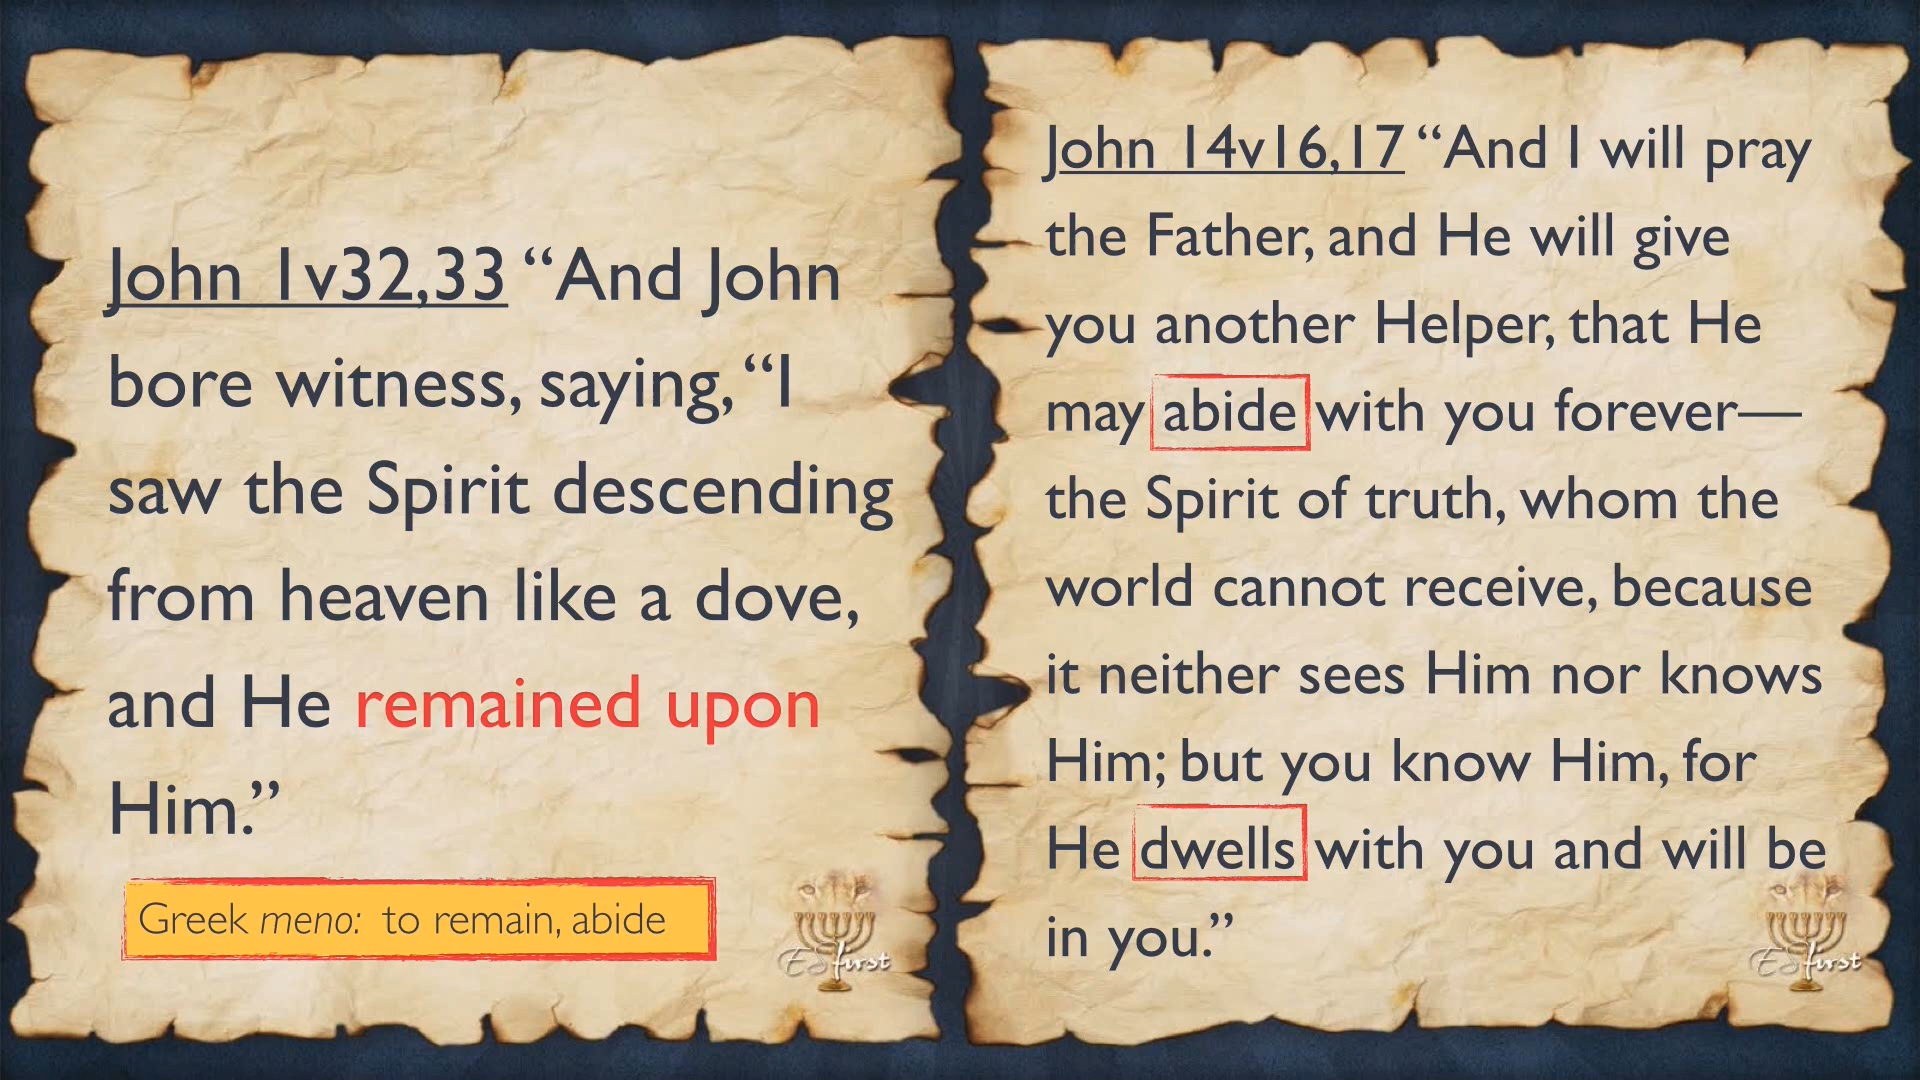 John 1v32,33 “And John
bore witness, saying, “I
saw the Spirit descending
from heaven like a dove,
and He remained upon
Him.”
Greek meno: to remain, abide
John 14v16,17 “And I will pray
the Father, and He will give
you another Helper, that He
may abide with you forever—
the Spirit of truth, whom the
world cannot receive, because
it neither sees Him nor knows
Him; but you know Him, for
He dwells with you and will be
in you.”
first
first